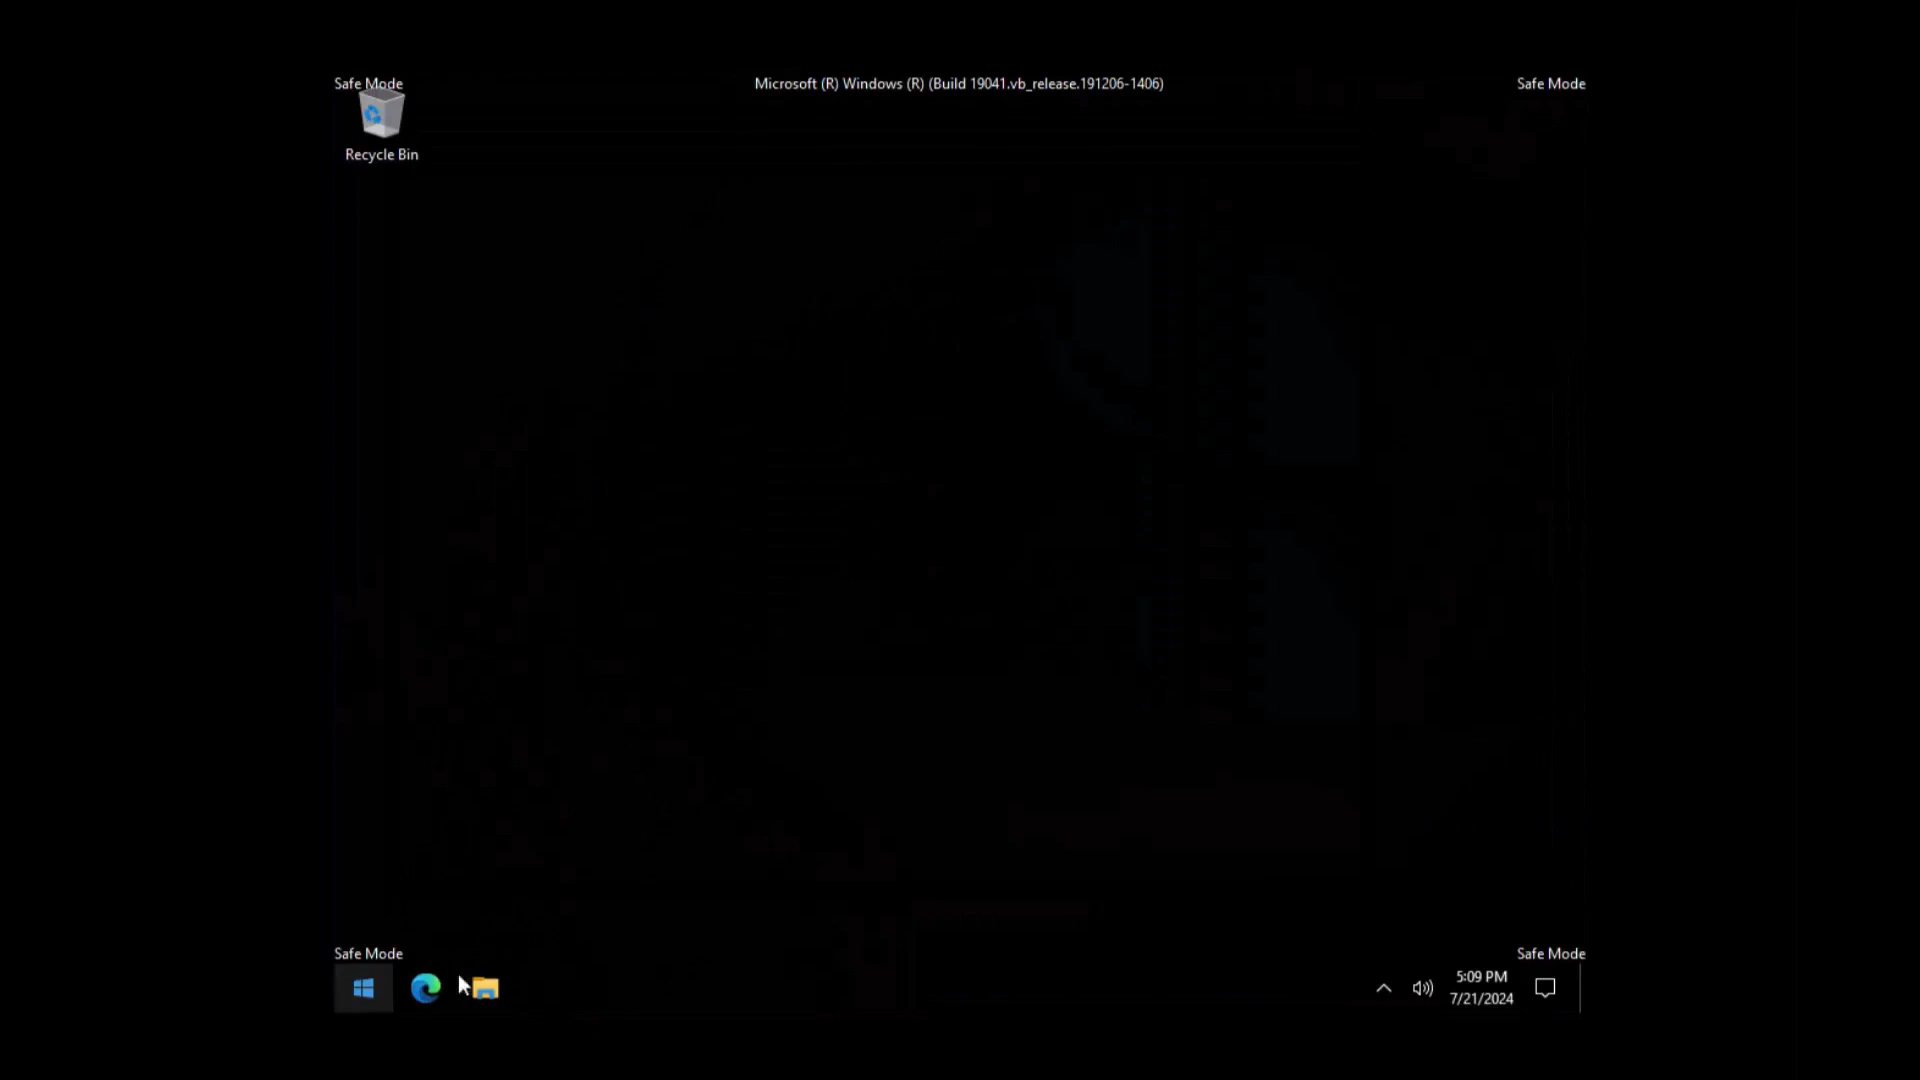 Safe Mode
Microsoft (R) Windows (R) (Build 19041.vb_release.191206-1406)
Safe Mode
Recycle Bin
Safe Mode
Safe Mode
5:09 PM
7/21/2024